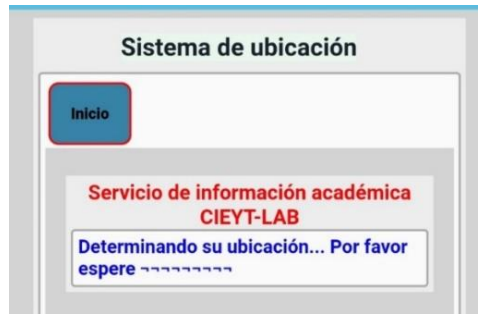 Sistema de ubicación
Inicio
Servicio de información académica
CIEYT-LAB
Determinando su ubicación... Por favor
espere ¬¬¬¬¬¬¬¬¬